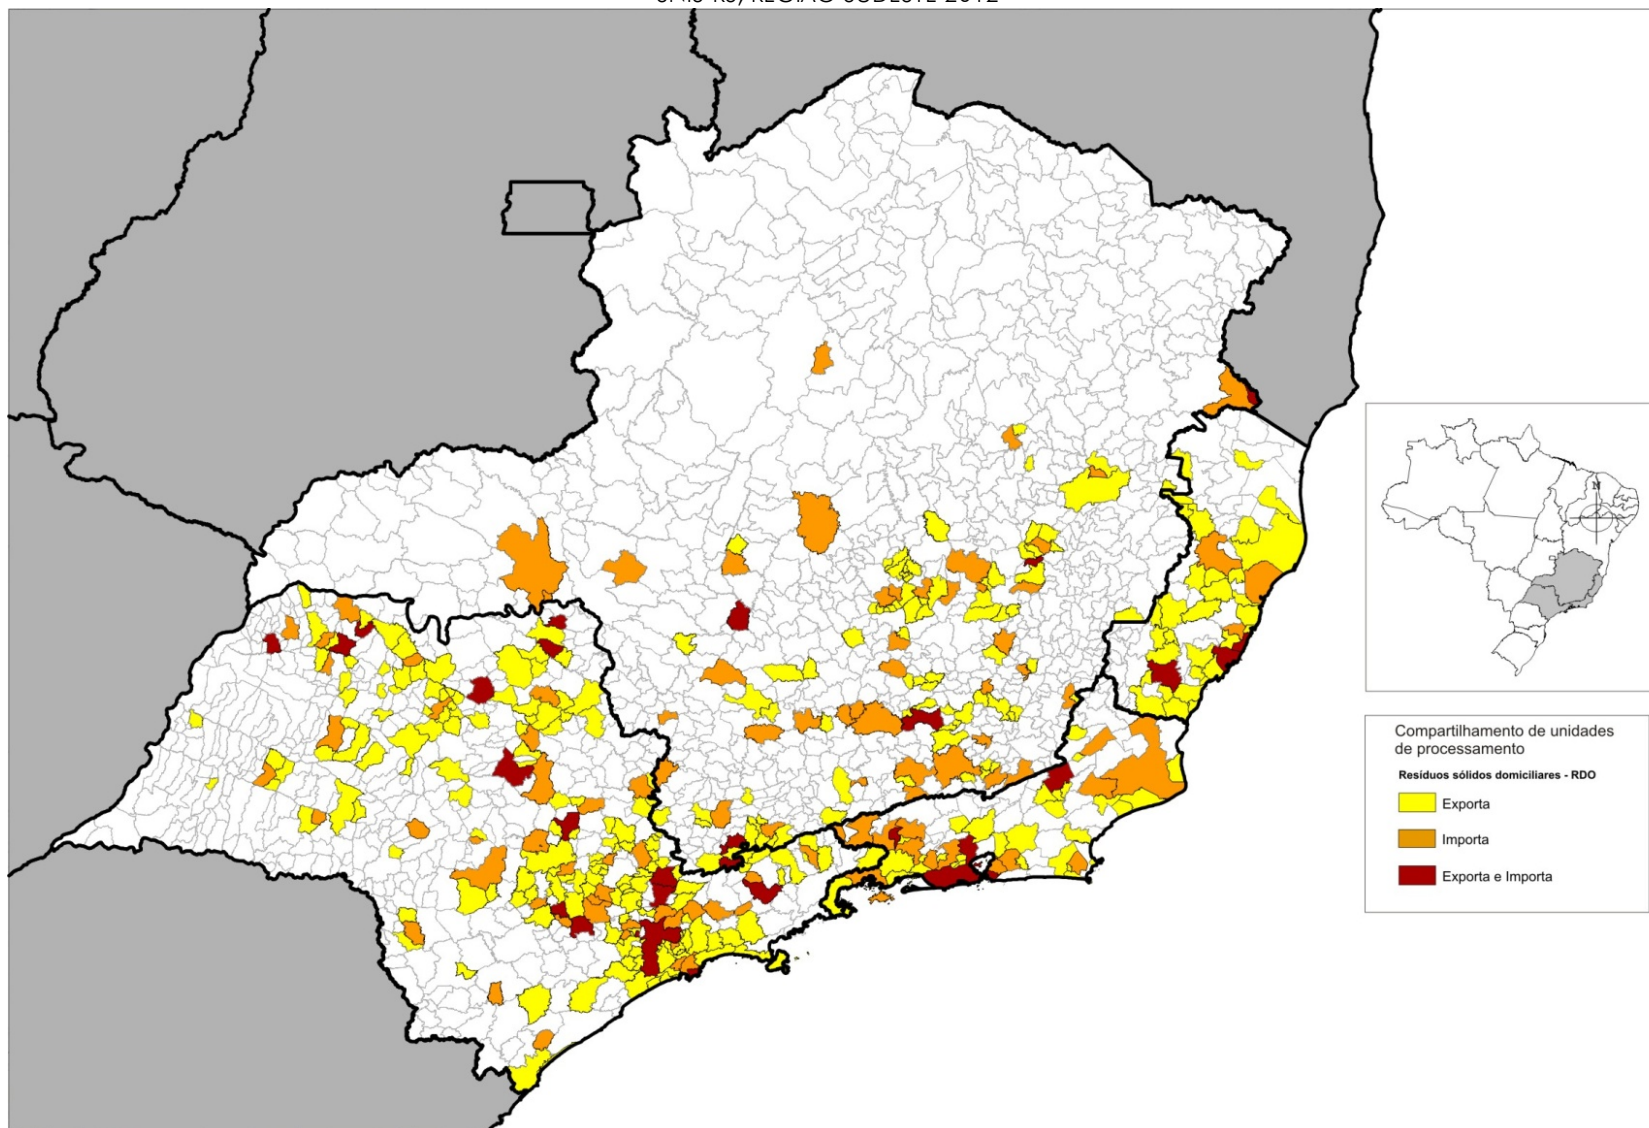 Compartilhamento de unidades
de processamento
Resíduos sólidos domiciliares - RDO
Exporta
Importa
Exporta e Importa
N